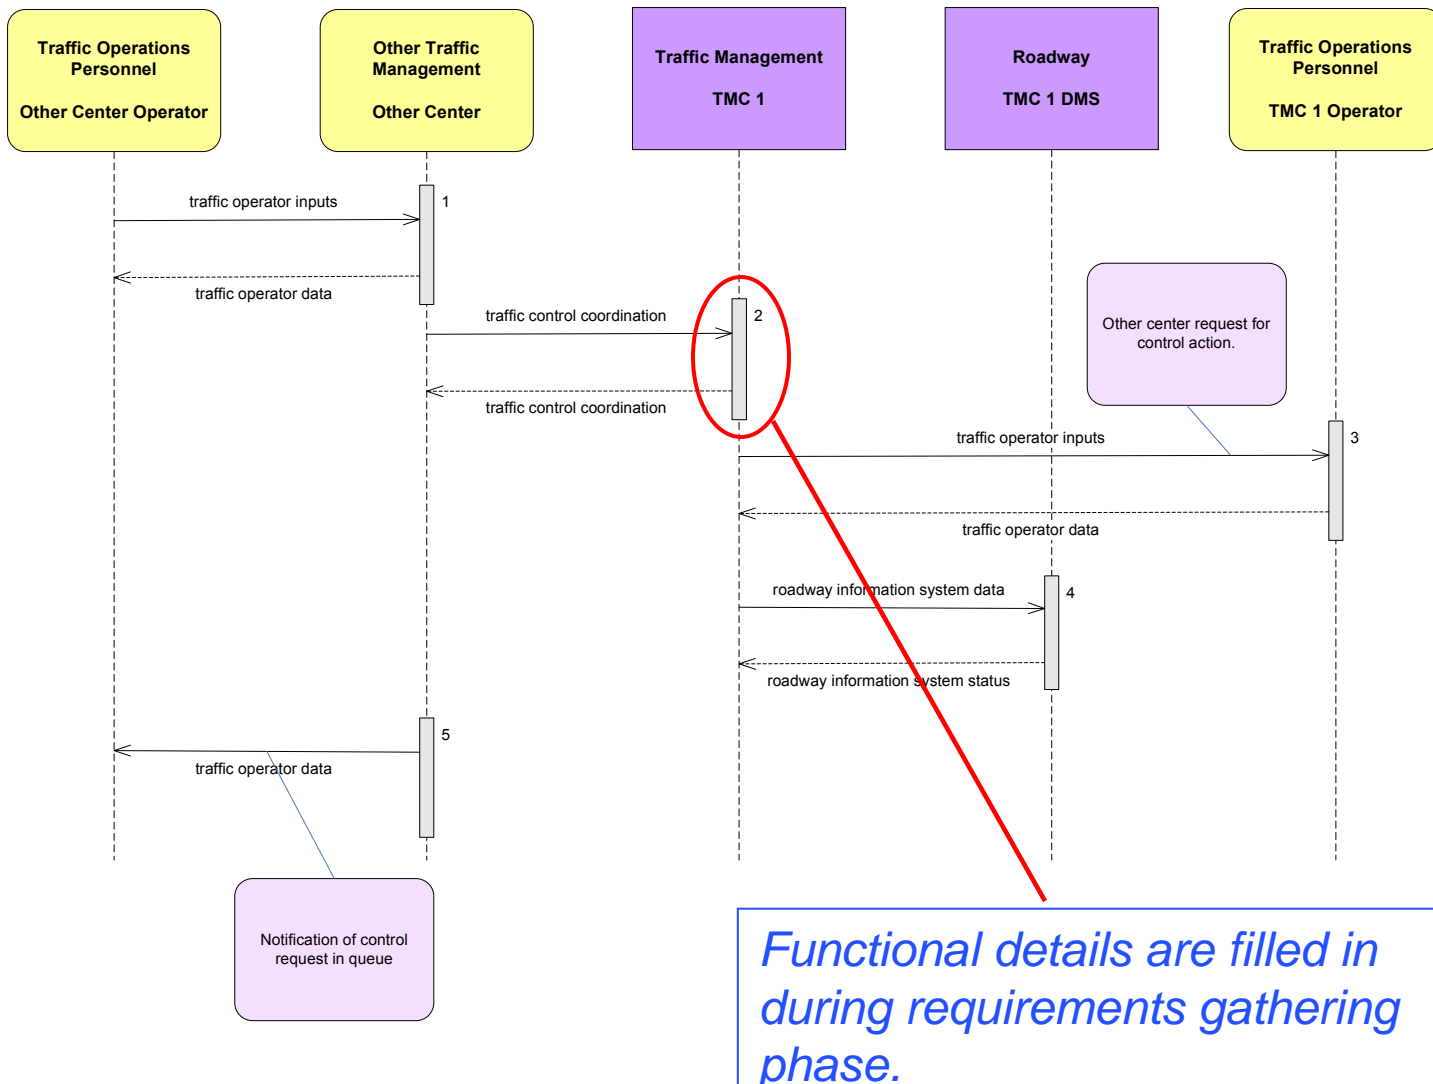 Traffic Operations
Personnel
Other Center Operator
Other Traffic
Management
Other Center
Traffic Management
TMC 1
Roadway
TMC 1 DMS
Traffic Operations
Personnel
TMC 1 Operator
traffic operator inputs
1
traffic operator data
traffic control coordination
2
traffic control coordination
Other center request for
control action.
traffic operator inputs
3
traffic operator data
roadway information system data
4
roadway information system status
5
traffic operator data
Notification of control
request in queue
Functional details are filled in
during requirements gathering
phase.